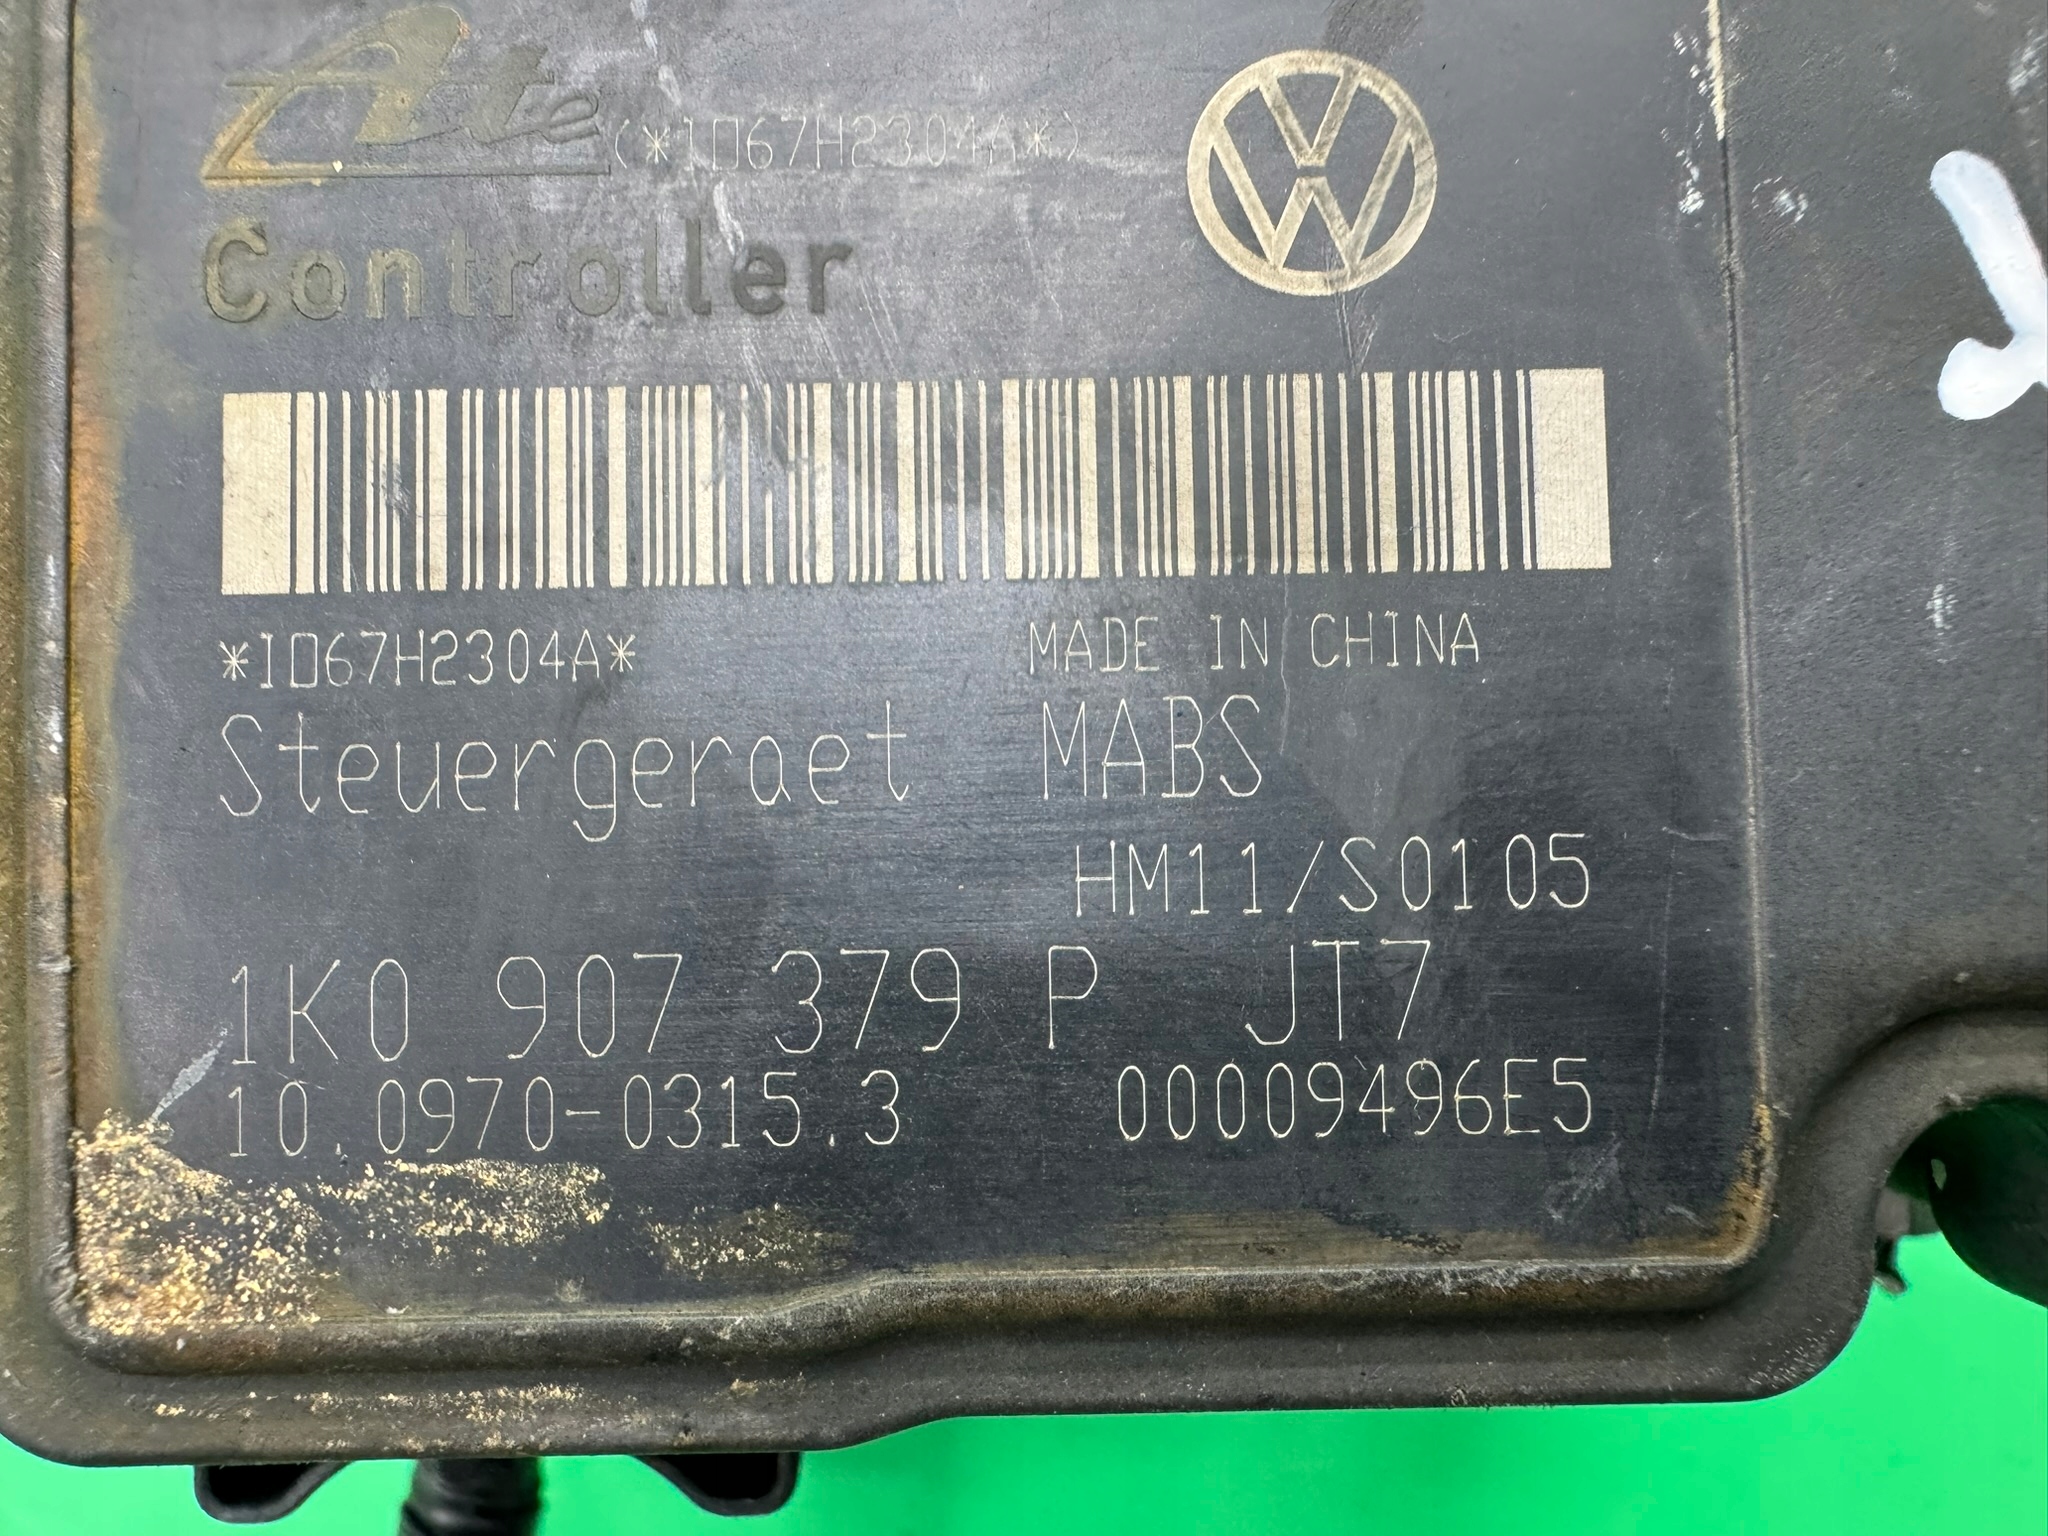 Ate (*1D67H2304A*)
Controller
*1D67H2304A* MADE IN CHINA
Steuergeraet MABS
HM11/S0105
1K0 907 379 P JT7
10.0970-0315.3 00009496E5